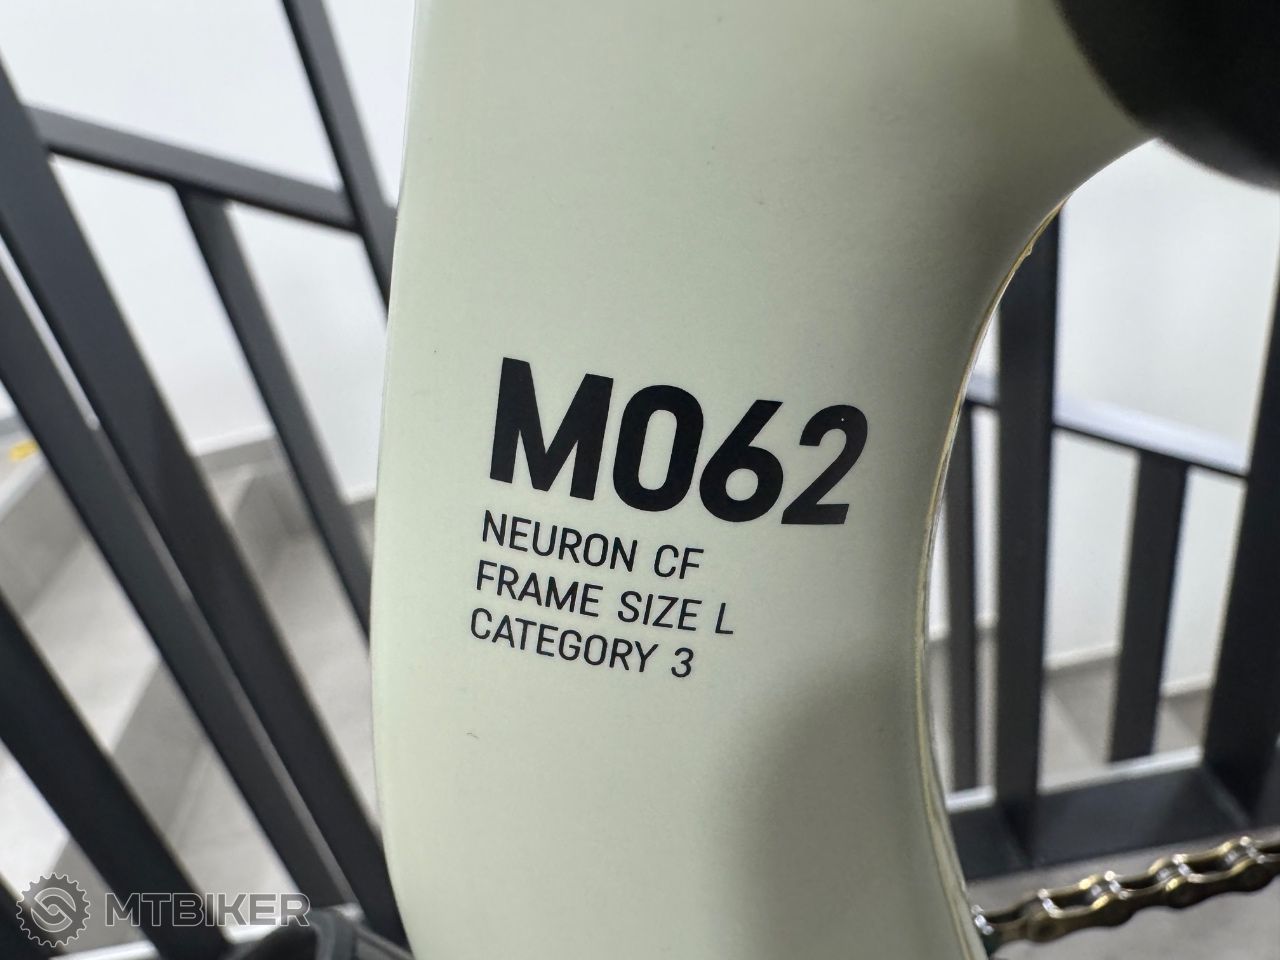 M062
NEURON CF
FRAME SIZE L
CATEGORY 3
MTBIKER